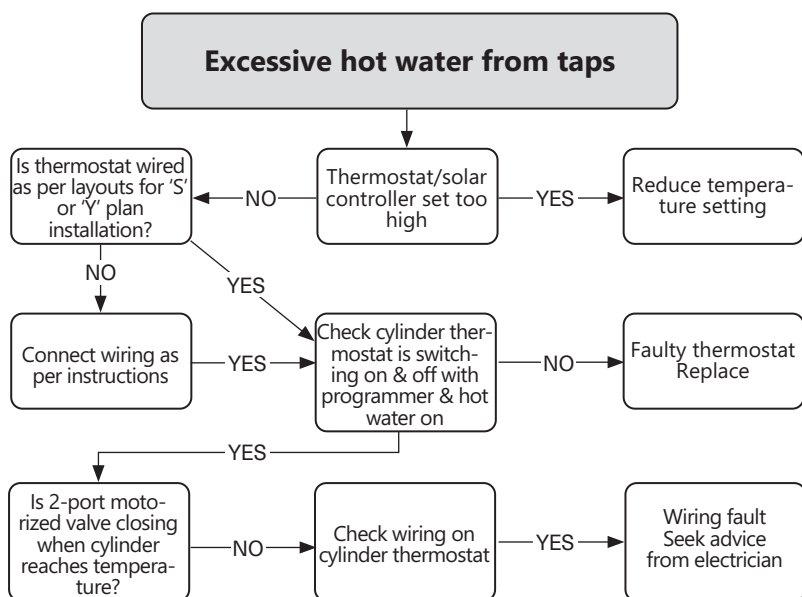 Excessive hot water from taps
Is thermostat wired
as per layouts for ‘S’
or ‘Y’ plan
installation?
NO
Thermostat/solar
controller set too
high
YES
Reduce tempera-
ture setting
NO
YES
Connect wiring as
per instructions
YES
Check cylinder ther-
mostat is switch-
ing on & off with
programmer & hot
water on
NO
Faulty thermostat
Replace
YES
Is 2-port moto-
rized valve closing
when cylinder
reaches tempera-
ture?
NO
Check wiring on
cylinder thermostat
YES
Wiring fault
Seek advice
from electrician